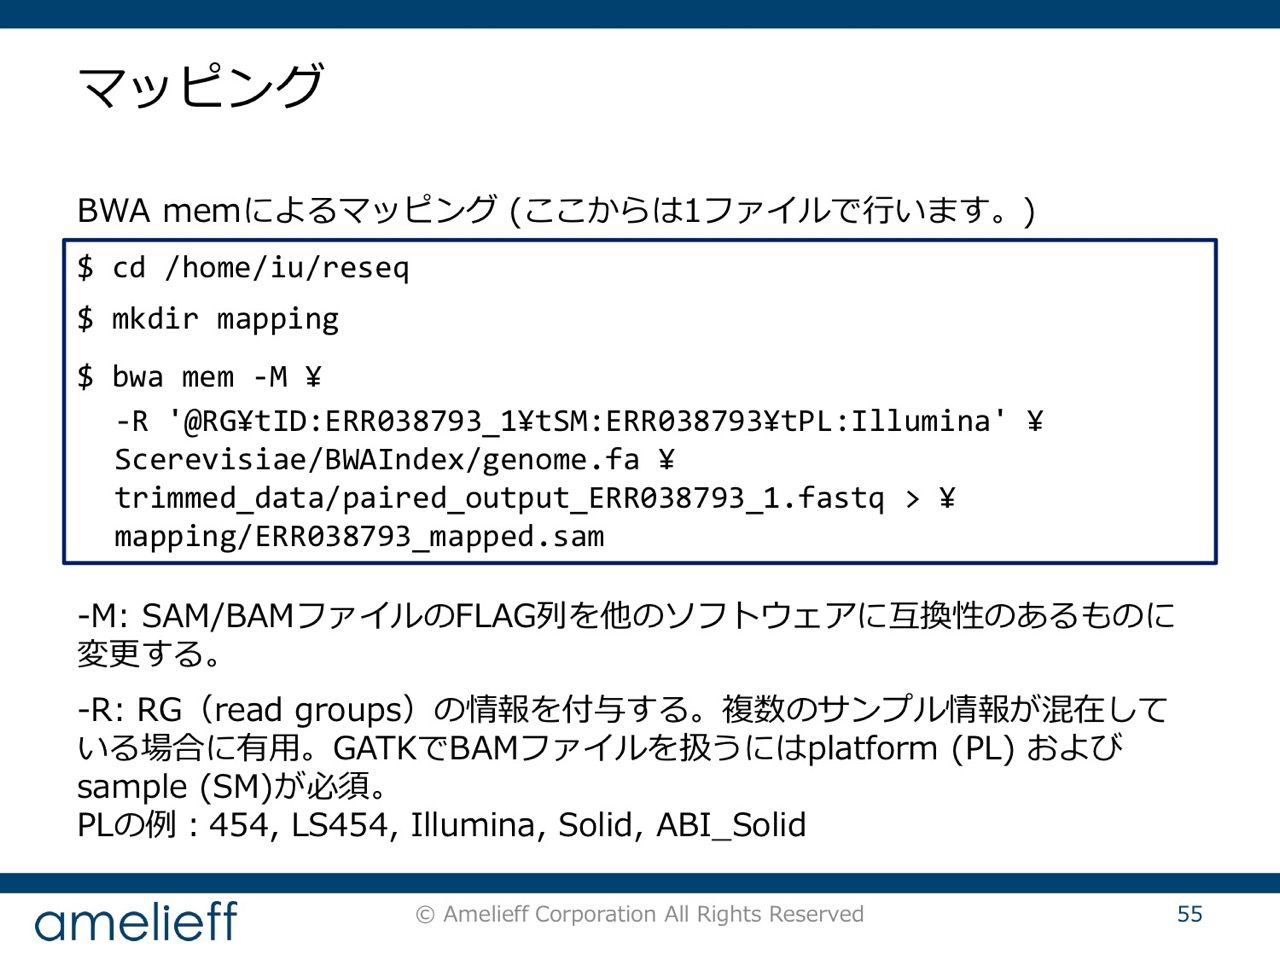 マッピング
BWA memによるマッピング (ここからは1ファイルで行います。)
$ cd /home/iu/reseq
$ mkdir mapping
$ bwa mem -M ¥
-R '@RG¥tID:ERR038793_1¥tSM:ERR038793¥tPL:Illumina' ¥
Scerevisiae/BWAIndex/genome.fa ¥
trimmed_data/paired_output_ERR038793_1.fastq > ¥
mapping/ERR038793_mapped.sam
-M: SAM/BAMファイルのFLAG列を他のソフトウェアに互換性のあるものに
変更する。
-R: RG（read groups）の情報を付与する。複数のサンプル情報が混在して
いる場合に有用。GATKでBAMファイルを扱うにはplatform (PL) および
sample (SM)が必須。
PLの例：454, LS454, Illumina, Solid, ABI_Solid
amelieff
© Amelieff Corporation All Rights Reserved
55